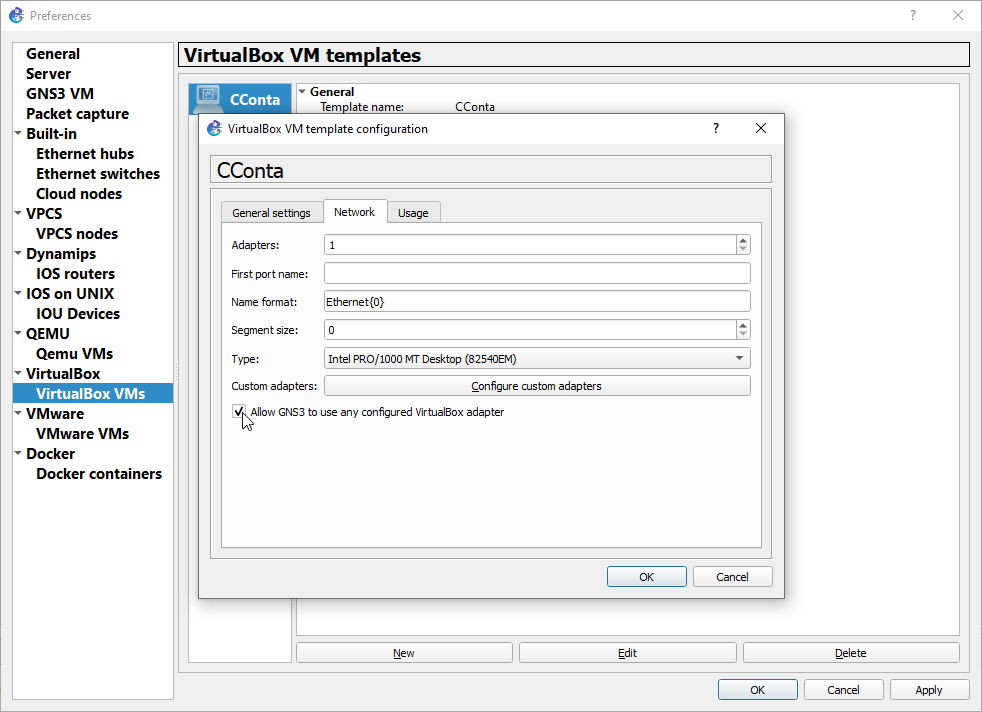 Preferences
General
Server
GNS3 VM
Packet capture
Built-in
Ethernet hubs
Ethernet switches
Cloud nodes
VPCS
VPCS nodes
Dynamips
IOS routers
IOS on UNIX
IOU Devices
QEMU
Qemu VMs
VirtualBox
VirtualBox VMs
VMware
VMware VMs
Docker
Docker containers
VirtualBox VM templates
CConta
General
Template name: CConta
VirtualBox VM template configuration
CConta
General settings Network Usage
Adapters: 1
First port name:
Name format: Ethernet{0}
Segment size: 0
Type: Intel PRO/1000 MT Desktop (82540EM)
Custom adapters: Configure custom adapters
Allow GNS3 to use any configured VirtualBox adapter
OK Cancel
New Edit Delete
OK Cancel Apply